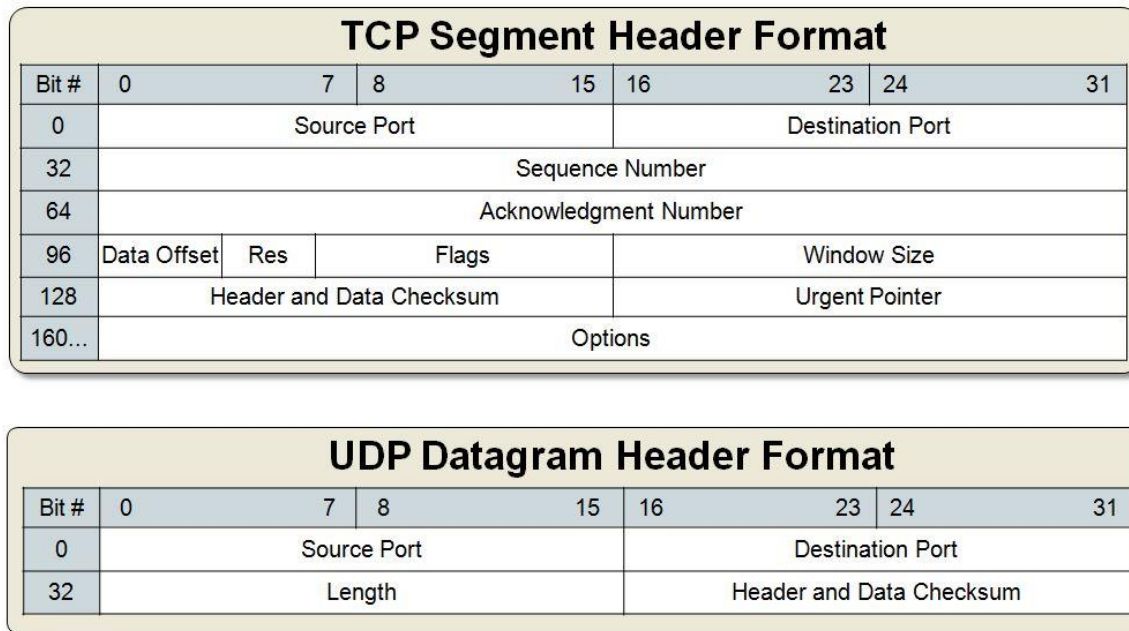 TCP Segment Header Format
Bit # 0 7 8 15 16 23 24 31
0 Source Port Destination Port
32 Sequence Number
64 Acknowledgment Number
96 Data Offset Res Flags Window Size
128 Header and Data Checksum Urgent Pointer
160... Options
UDP Datagram Header Format
Bit # 0 7 8 15 16 23 24 31
0 Source Port Destination Port
32 Length Header and Data Checksum